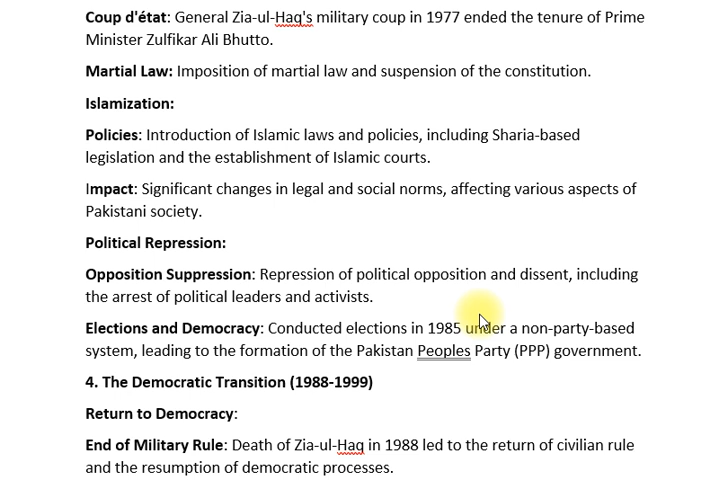 Coup d'état: General Zia-ul-Haq's military coup in 1977 ended the tenure of Prime
Minister Zulfikar Ali Bhutto.
Martial Law: Imposition of martial law and suspension of the constitution.
Islamization:
Policies: Introduction of Islamic laws and policies, including Sharia-based
legislation and the establishment of Islamic courts.
Impact: Significant changes in legal and social norms, affecting various aspects of
Pakistani society.
Political Repression:
Opposition Suppression: Repression of political opposition and dissent, including
the arrest of political leaders and activists.
Elections and Democracy: Conducted elections in 1985 under a non-party-based
system, leading to the formation of the Pakistan Peoples Party (PPP) government.
4. The Democratic Transition (1988-1999)
Return to Democracy:
End of Military Rule: Death of Zia-ul-Haq in 1988 led to the return of civilian rule
and the resumption of democratic processes.